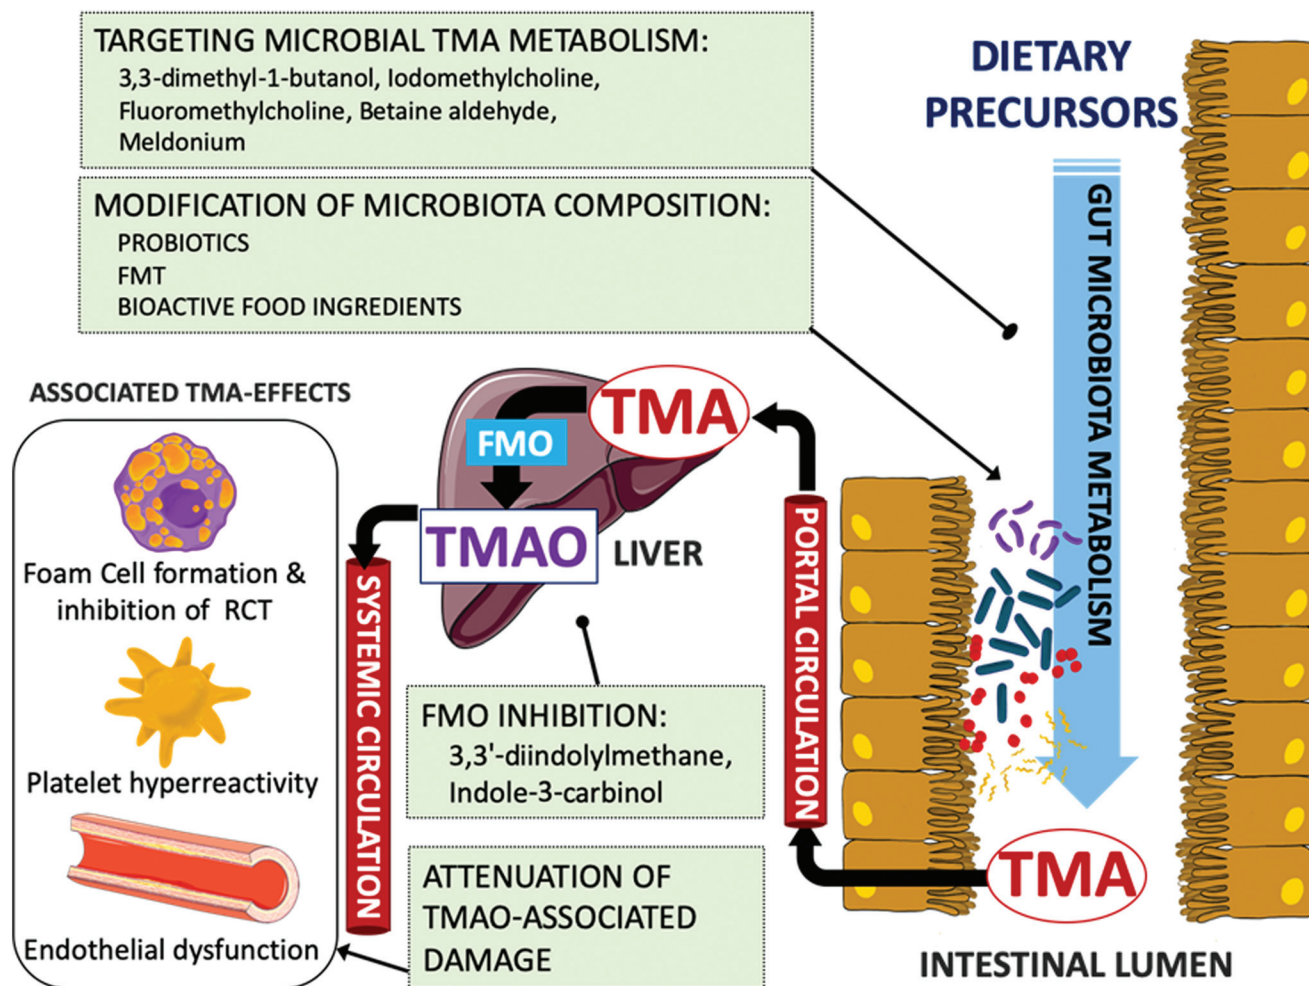 TARGETING MICROBIAL TMA METABOLISM:
3,3-dimethyl-1-butanol, Iodomethylcholine,
Fluoromethylcholine, Betaine aldehyde,
Meldonium
MODIFICATION OF MICROBIOTA COMPOSITION:
PROBIOTICS
FMT
BIOACTIVE FOOD INGREDIENTS
DIETARY
PRECURSORS
GUT MICROBIOTA METABOLISM
ASSOCIATED TMA-EFFECTS
Foam Cell formation &
inhibition of RCT
Platelet hyperreactivity
Endothelial dysfunction
SYSTEMIC CIRCULATION
TMA
FMO
TMAO
LIVER
PORTAL CIRCULATION
FMO INHIBITION:
3,3'-diindolylmethane,
Indole-3-carbinol
ATTENUATION OF
TMAO-ASSOCIATED
DAMAGE
TMA
INTESTINAL LUMEN